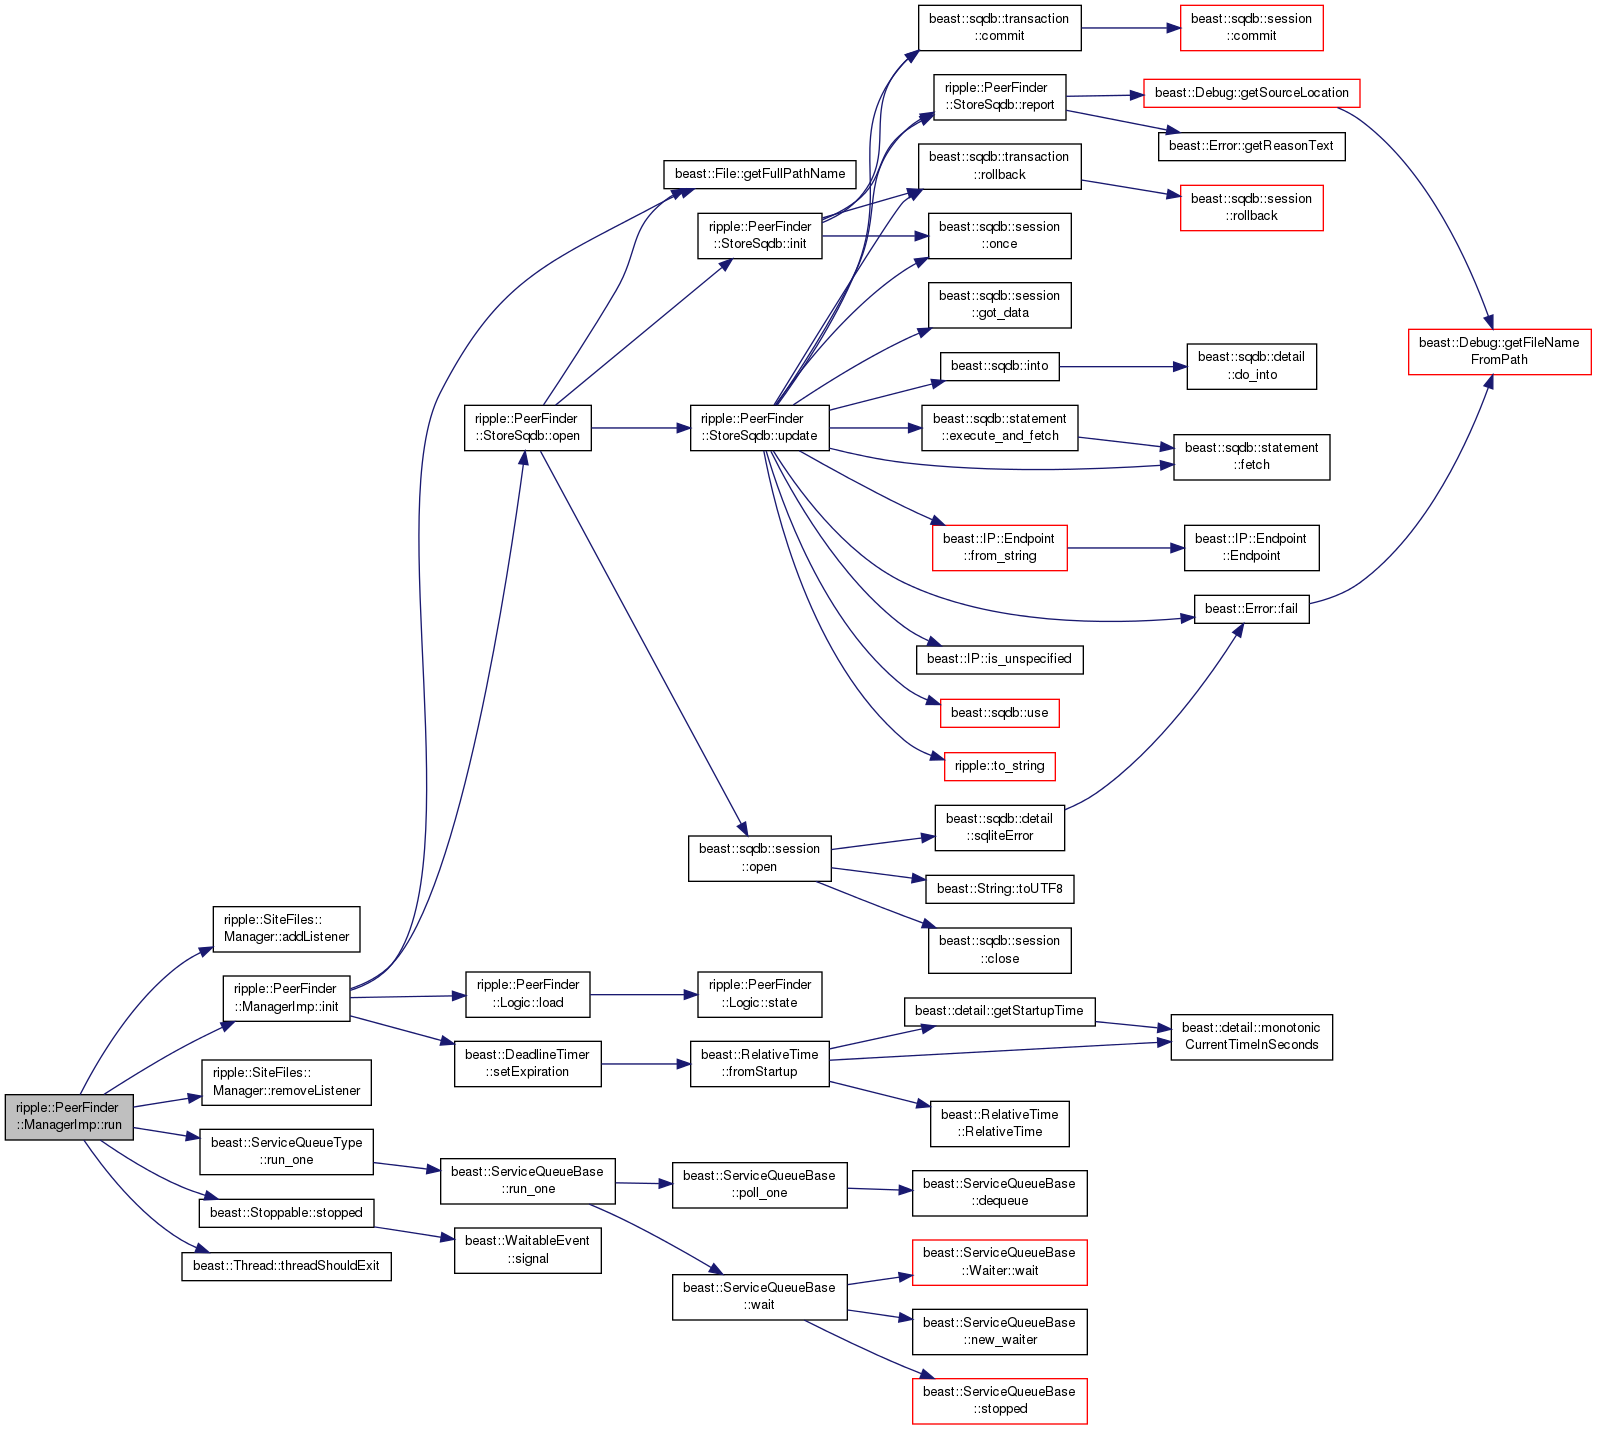 beast::sqdb::transaction
::commit
beast::sqdb::session
::commit
ripple::PeerFinder
::StoreSqdb::report
beast::Debug::getSourceLocation
beast::Error::getReasonText
beast::sqdb::transaction
::rollback
beast::sqdb::session
::rollback
beast::File::getFullPathName
ripple::PeerFinder
::StoreSqdb::init
beast::sqdb::session
::once
beast::sqdb::session
::got_data
beast::Debug::getFileName
FromPath
beast::sqdb::into
beast::sqdb::detail
::do_into
ripple::PeerFinder
::StoreSqdb::open
ripple::PeerFinder
::StoreSqdb::update
beast::sqdb::statement
::execute_and_fetch
beast::sqdb::statement
::fetch
beast::IP::Endpoint
::from_string
beast::IP::Endpoint
::Endpoint
beast::Error::fail
beast::IP::is_unspecified
beast::sqdb::use
ripple::to_string
beast::sqdb::session
::open
beast::sqdb::detail
::sqliteError
beast::String::toUTF8
beast::sqdb::session
::close
ripple::SiteFiles::
Manager::addListener
ripple::PeerFinder
::ManagerImp::init
ripple::PeerFinder
::Logic::load
ripple::PeerFinder
::Logic::state
beast::detail::getStartupTime
beast::detail::monotonic
CurrentTimeInSeconds
beast::DeadlineTimer
::setExpiration
beast::RelativeTime
::fromStartup
beast::RelativeTime
::RelativeTime
ripple::SiteFiles::
Manager::removeListener
ripple::PeerFinder
::ManagerImp::run
beast::ServiceQueueType
::run_one
beast::ServiceQueueBase
::run_one
beast::ServiceQueueBase
::poll_one
beast::ServiceQueueBase
::dequeue
beast::Stoppable::stopped
beast::WaitableEvent
::signal
beast::Thread::threadShouldExit
beast::ServiceQueueBase
::wait
beast::ServiceQueueBase
::Waiter::wait
beast::ServiceQueueBase
::new_waiter
beast::ServiceQueueBase
::stopped